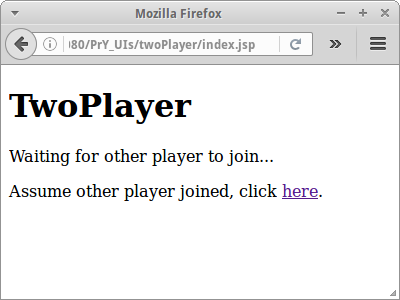 Mozilla Firefox
80/PrY_UIs/twoPlayer/index.jsp
TwoPlayer
Waiting for other player to join...
Assume other player joined, click here.